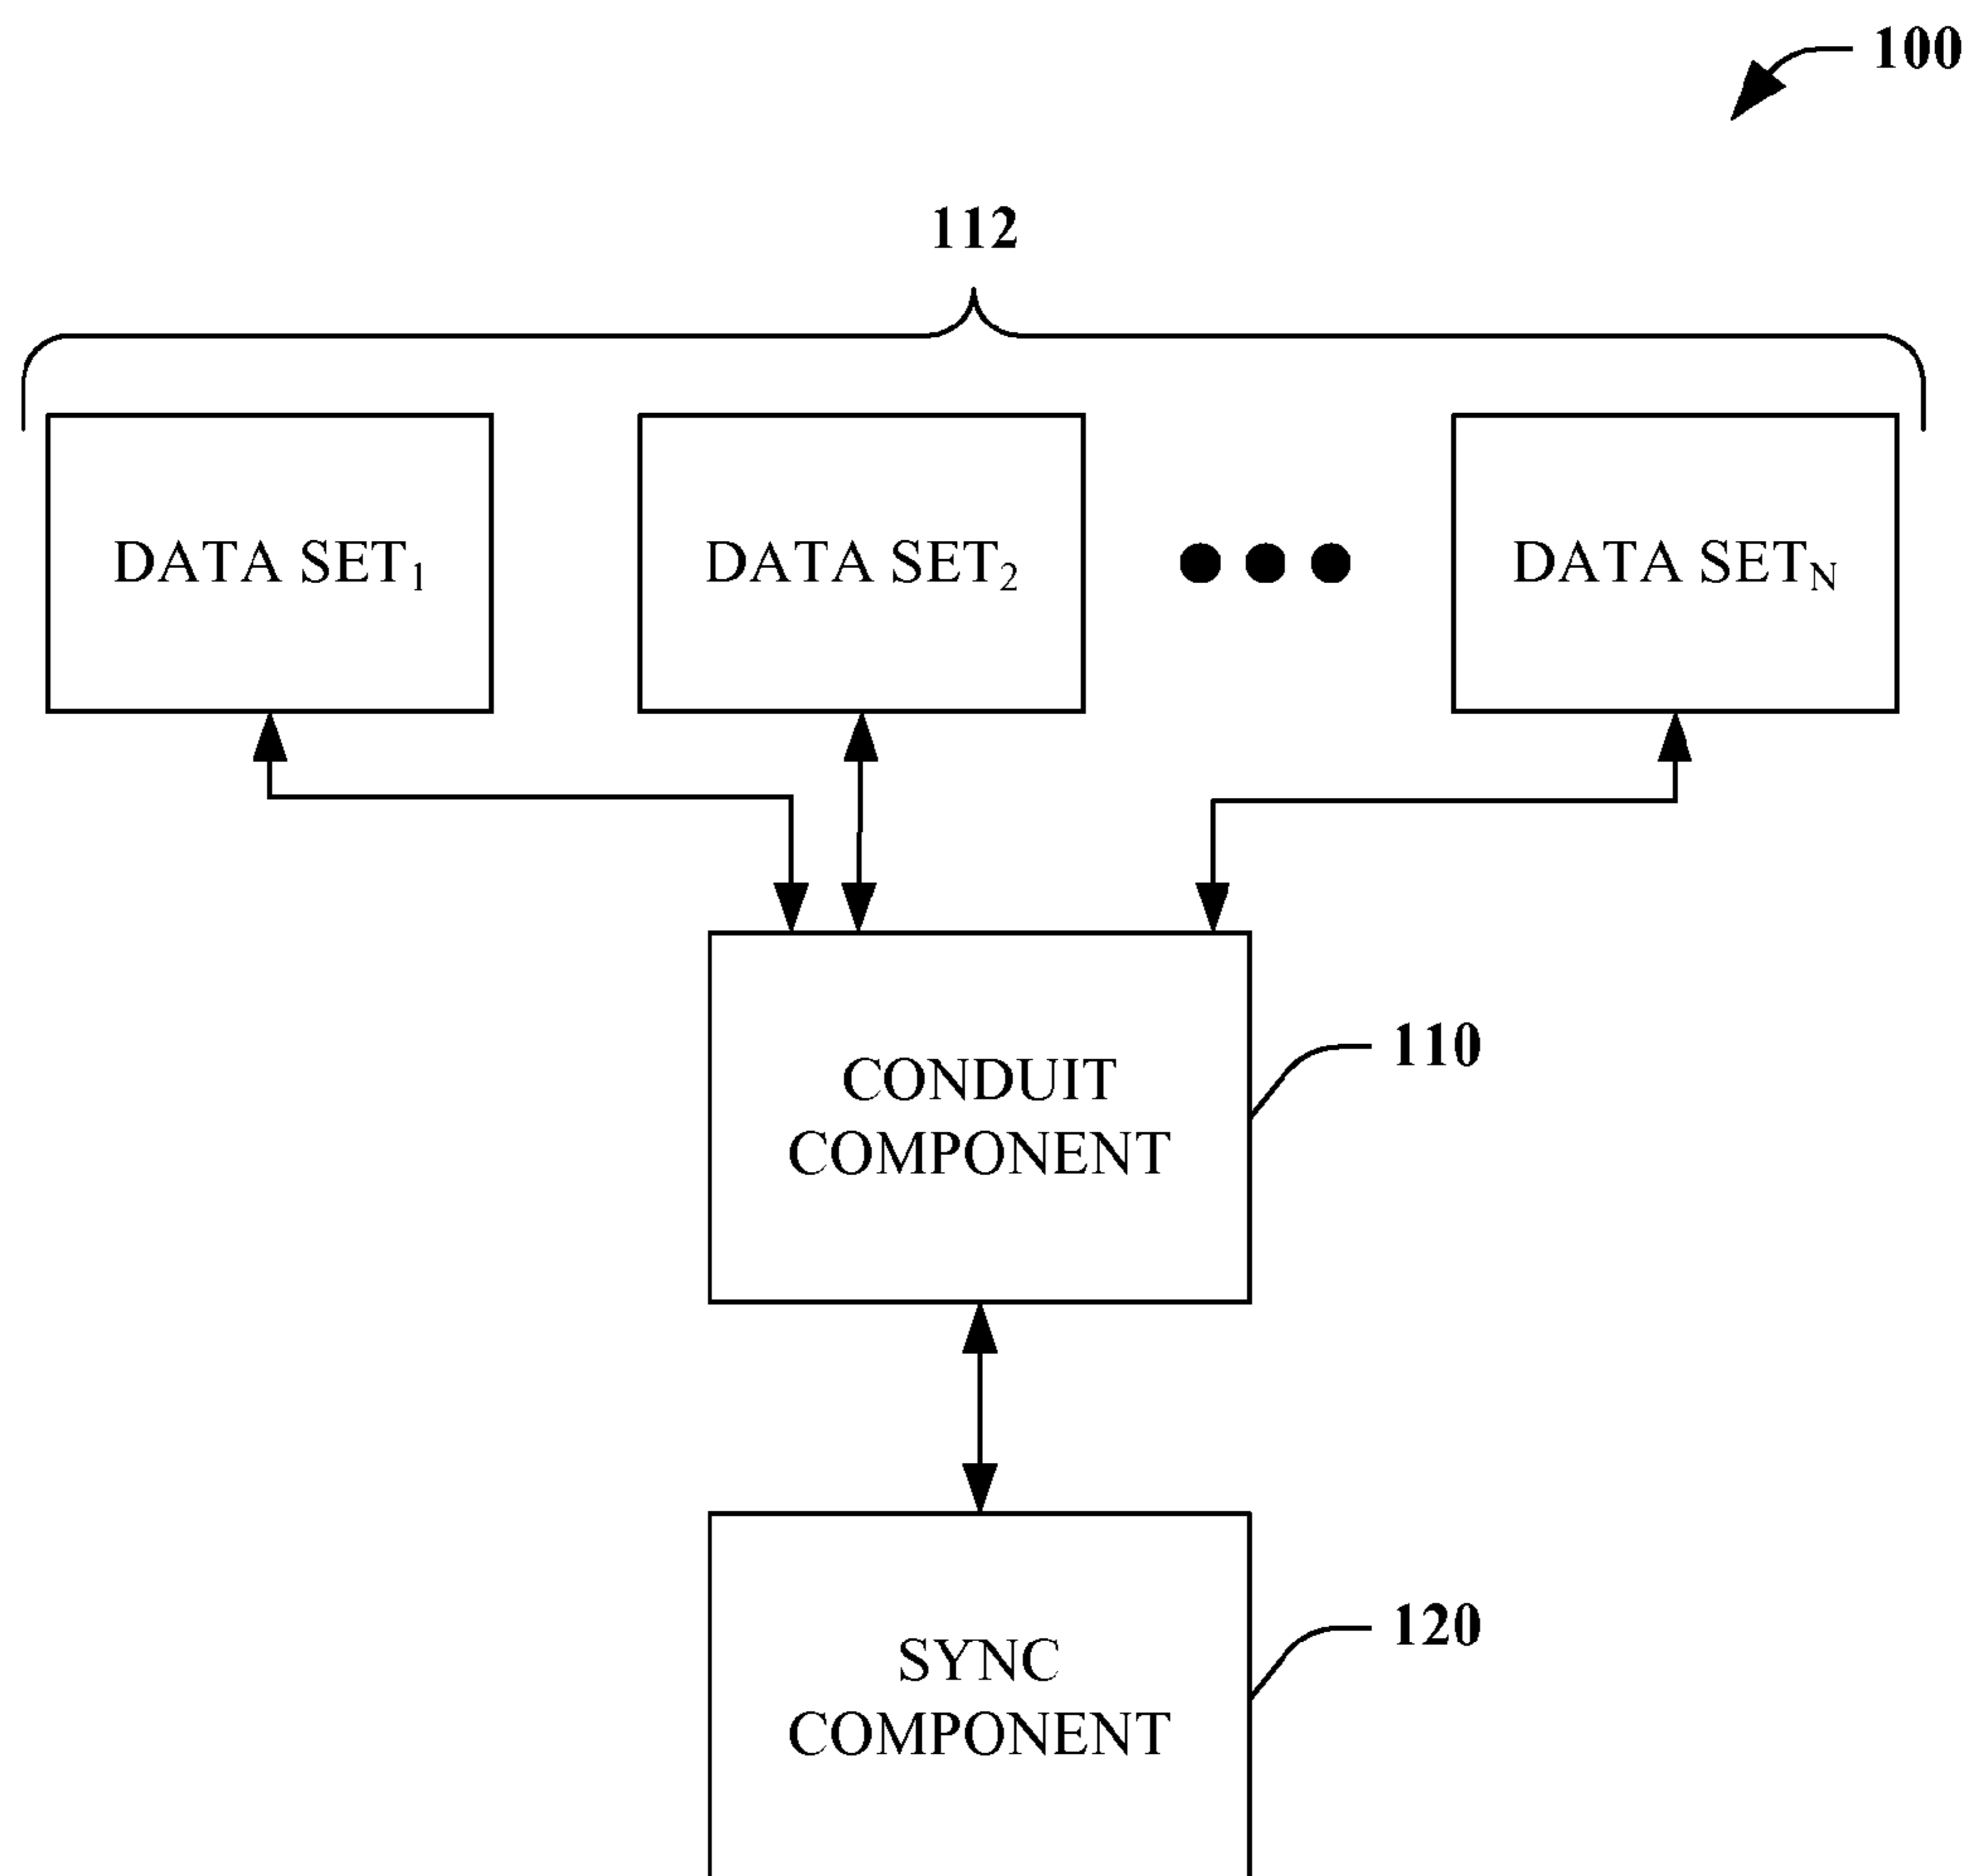 100
112
DATA SET1
DATA SET2
DATA SETN
CONDUIT
COMPONENT
110
SYNC
COMPONENT
120